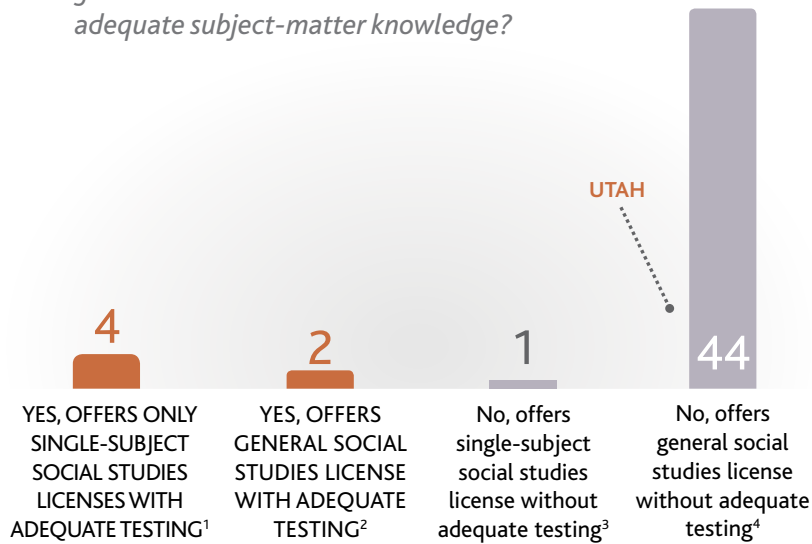 adequate subject-matter knowledge?
UTAH
4
2
1
44
YES, OFFERS ONLY
SINGLE-SUBJECT
SOCIAL STUDIES
LICENSES WITH
ADEQUATE TESTING¹
YES, OFFERS
GENERAL SOCIAL
STUDIES LICENSE
WITH ADEQUATE
TESTING²
No, offers
single-subject
social studies
license without
adequate testing³
No, offers
general social
studies license
without adequate
testing⁴